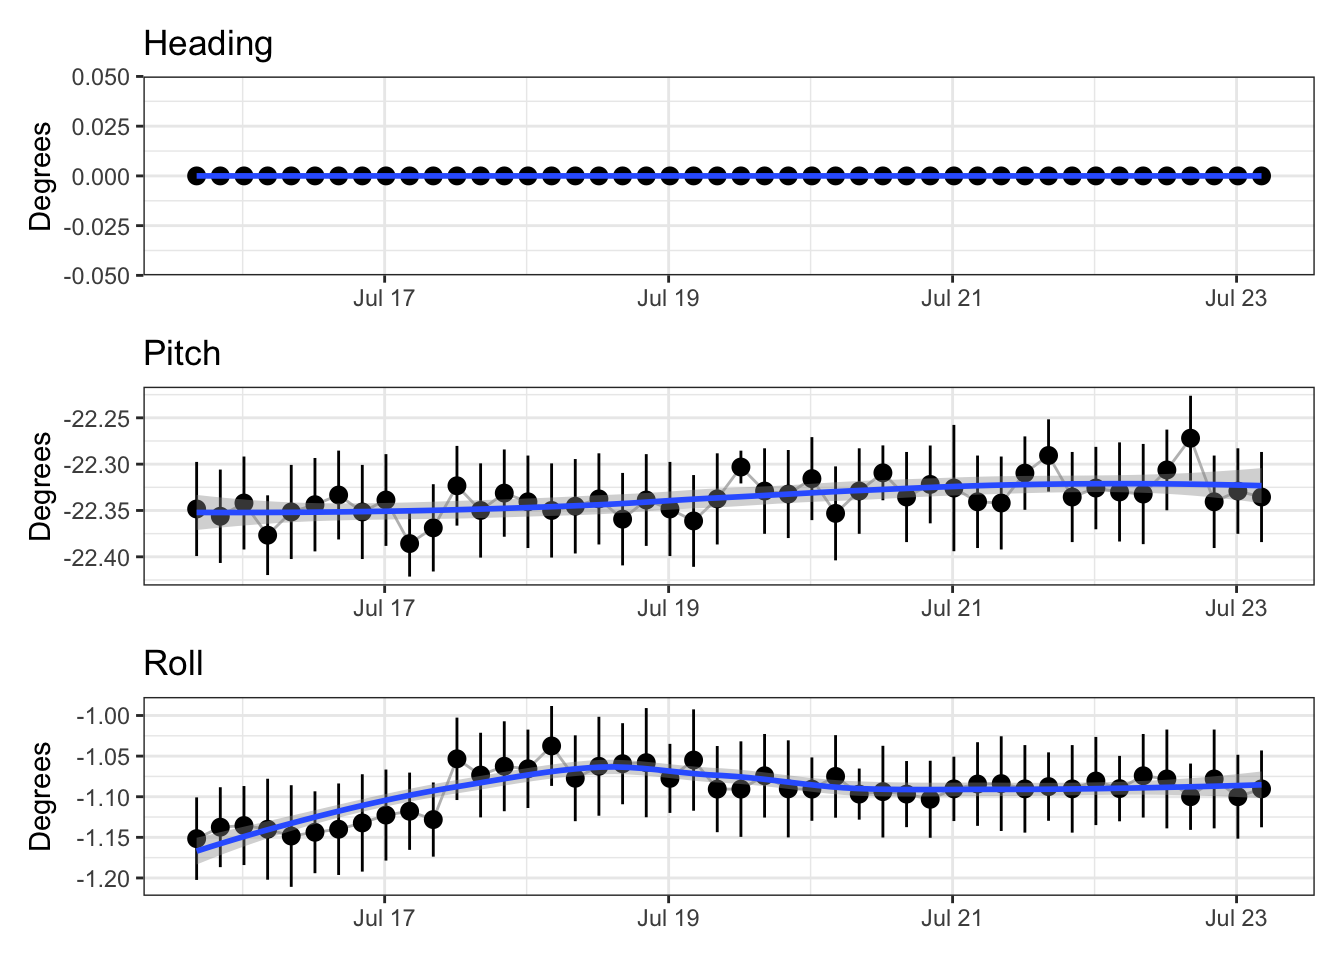 Heading
Degrees
0.050
0.025
0.000
-0.025
-0.050
Jul 17 Jul 19 Jul 21 Jul 23
Pitch
Degrees
-22.25
-22.30
-22.35
-22.40
Jul 17 Jul 19 Jul 21 Jul 23
Roll
Degrees
-1.00
-1.05
-1.10
-1.15
-1.20
Jul 17 Jul 19 Jul 21 Jul 23